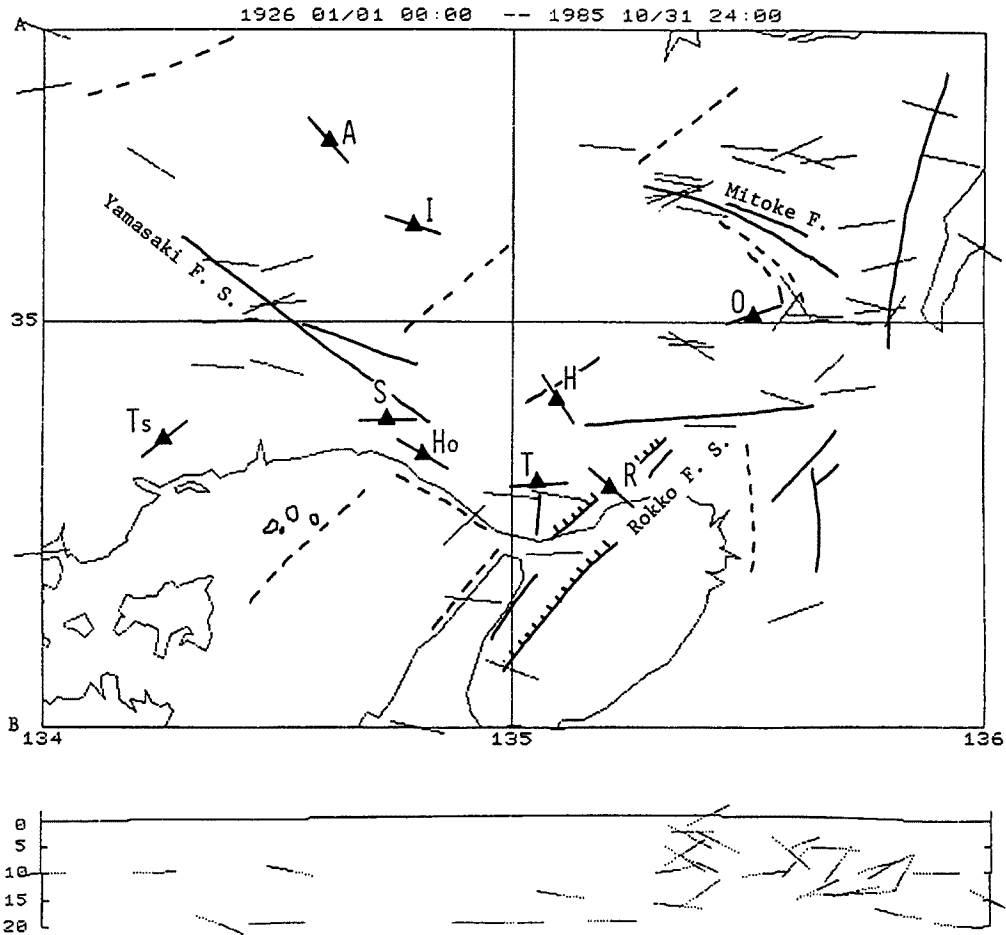 1926 01/01 00:00 -- 1985 10/31 24:00
A
A
I
Yamasaki F. S.
Mitoke F.
O
35
H
S
Ts
Ho
T
R
Rokko F. S.
B
134
135
136
0
5
10
15
20